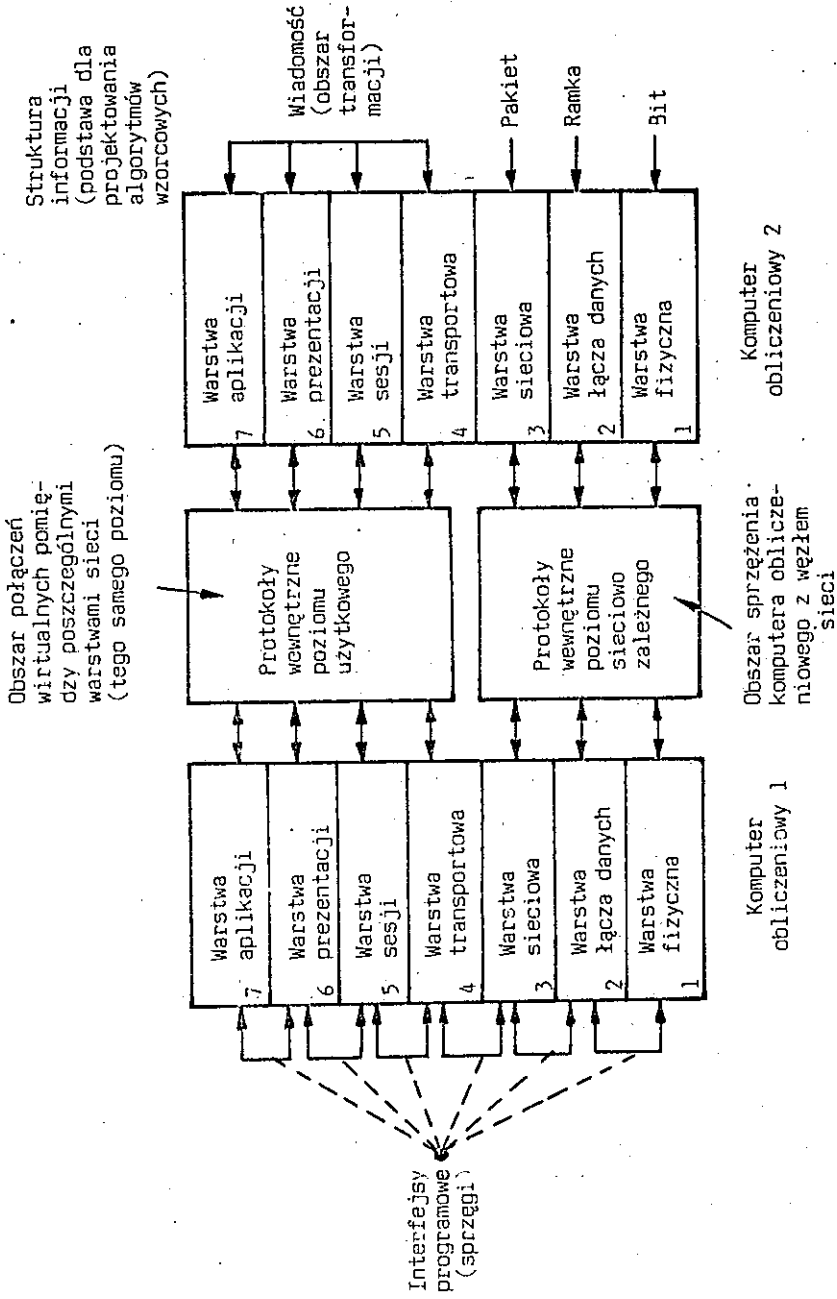 Obszar połączeń
wirtualnych pomię-
dzy poszczególnymi
warstwami sieci
(tego samego poziomu)
Struktura
informacji
(podstawa dla
projektowania
algorytmów
wzorcowych)
Interfejsy
programowe
(sprzęgi)
Warstwa
aplikacji
7
Warstwa
prezentacji
6
Warstwa
sesji
5
Warstwa
transportowa
4
Warstwa
sieciowa
3
Warstwa
łącza danych
2
Warstwa
fizyczna
1
Komputer
obliczeniowy 1
Protokoły
wewnętrzne
poziomu
użytkowego
Protokoły
wewnętrzne
poziomu
sieciowo
zależnego
Obszar sprzężenia
komputera oblicze-
niowego z węzłem
sieci
Warstwa
aplikacji
7
Warstwa
prezentacji
6
Warstwa
sesji
5
Warstwa
transportowa
4
Warstwa
sieciowa
3
Warstwa
łącza danych
2
Warstwa
fizyczna
1
Komputer
obliczeniowy 2
Wiadomość
(obszar
transfor-
macji)
Pakiet
Ramka
Bit